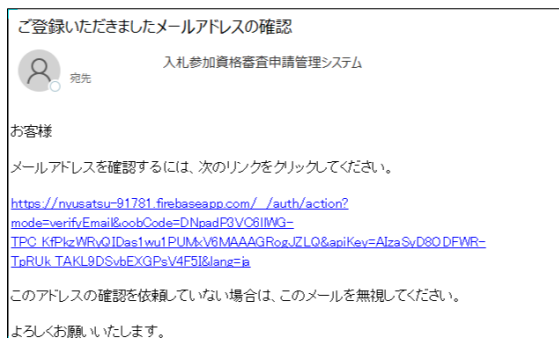 ご登録いただきましたメールアドレスの確認
入札参加資格審査申請管理システム
宛先
お客様
メールアドレスを確認するには、次のリンクをクリックしてください。
https://nyusatsu-91781.firebaseapp.com/__/auth/action?
mode=verifyEmail&oobCode=DNpadP3VC6IIWG-
TPC_KfPkzWRvQIDas1wu1PUMxV6MAAAGRogJZLQ&apiKey=AIzaSyD8ODFWR-
TpRUk_TAKL9DSvbEXGPsV4F5I&lang=ja
このアドレスの確認を依頼していない場合は、このメールを無視してください。
よろしくお願いいたします。